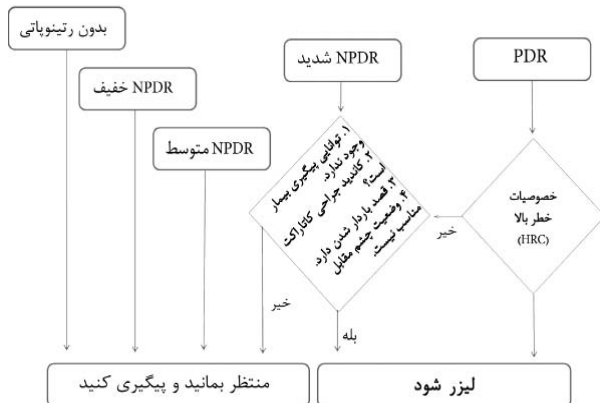 بدون رتینوپاتی
NPDR خفیف
NPDR متوسط
NPDR شدید
PDR
۱. توانایی پیگیری بیمار
وجود ندارد.
۲. کاندید جراحی کاتاراکت
است؟
۳. قصد باردار شدن دارد.
۴. وضعیت چشم مقابل
مناسب نیست.
خصوصیات
خطر بالا
(HRC)
خیر
خیر
بله
منتظر بمانید و پیگیری کنید
لیزر شود